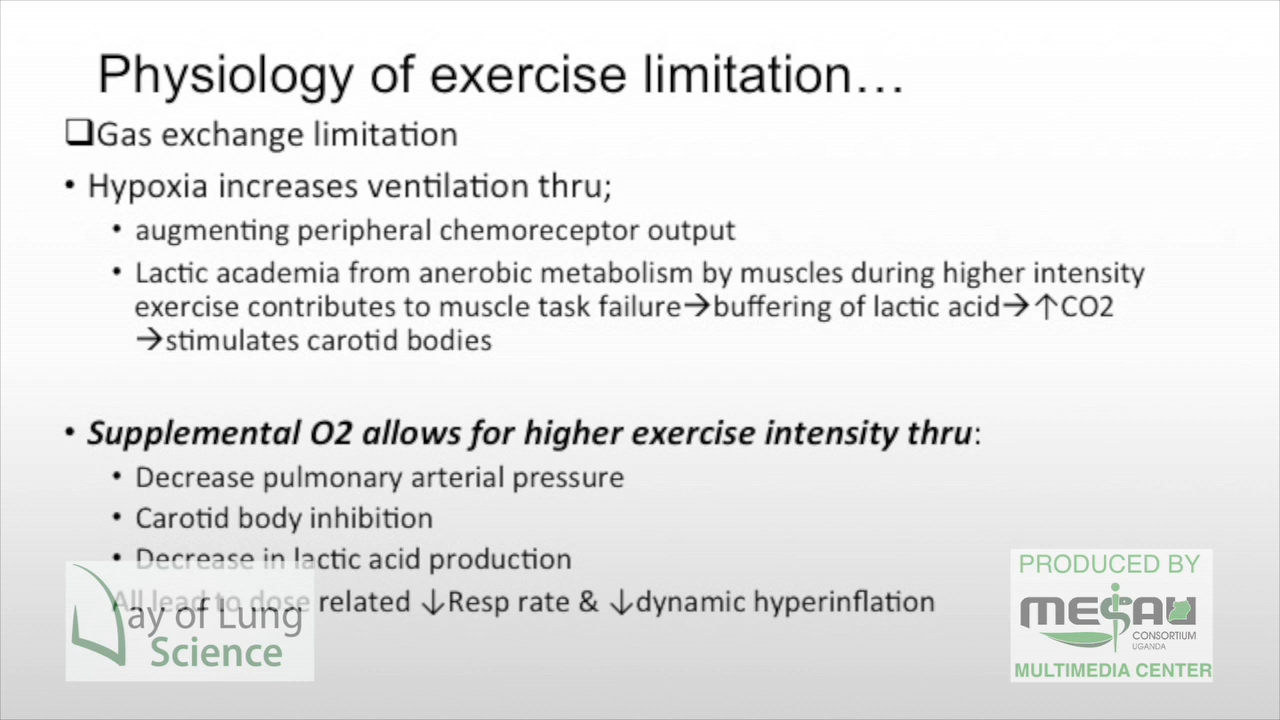 Physiology of exercise limitation…
❑Gas exchange limitation
• Hypoxia increases ventilation thru;
• augmenting peripheral chemoreceptor output
• Lactic academia from anerobic metabolism by muscles during higher intensity
exercise contributes to muscle task failure→buffering of lactic acid→↑CO2
→stimulates carotid bodies
• Supplemental O2 allows for higher exercise intensity thru:
• Decrease pulmonary arterial pressure
• Carotid body inhibition
• Decrease in lactic acid production
All lead to dose related ↓Resp rate & ↓dynamic hyperinflation
Day of Lung
Science
PRODUCED BY
MESAU
CONSORTIUM
UGANDA
MULTIMEDIA CENTER